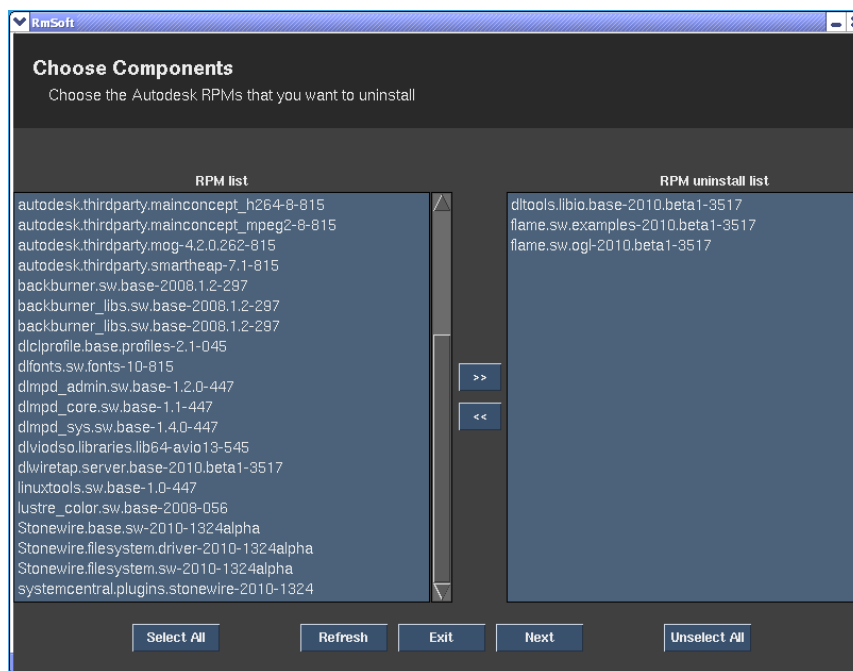 RmSoft
Choose Components
Choose the Autodesk RPMs that you want to uninstall
RPM list
autodesk.thirdparty.mainconcept_h264-8-815
autodesk.thirdparty.mainconcept_mpeg2-8-815
autodesk.thirdparty.mog-4.2.0.262-815
autodesk.thirdparty.smartheap-7.1-815
backburner.sw.base-2008.1.2-297
backburner_libs.sw.base-2008.1.2-297
backburner_libs.sw.base-2008.1.2-297
dlclprofile.base.profiles-2.1-045
dlfonts.sw.fonts-10-815
dlmpd_admin.sw.base-1.2.0-447
dlmpd_core.sw.base-1.1-447
dlmpd_sys.sw.base-1.4.0-447
dlviodso.libraries.lib64-avio13-545
dlwiretap.server.base-2010.beta1-3517
linuxtools.sw.base-1.0-447
lustre_color.sw.base-2008-056
Stonewire.base.sw-2010-1324alpha
Stonewire.filesystem.driver-2010-1324alpha
Stonewire.filesystem.sw-2010-1324alpha
systemcentral.plugins.stonewire-2010-1324
>>
<<
RPM uninstall list
dltools.libio.base-2010.beta1-3517
flame.sw.examples-2010.beta1-3517
flame.sw.ogl-2010.beta1-3517
Select All
Refresh
Exit
Next
Unselect All